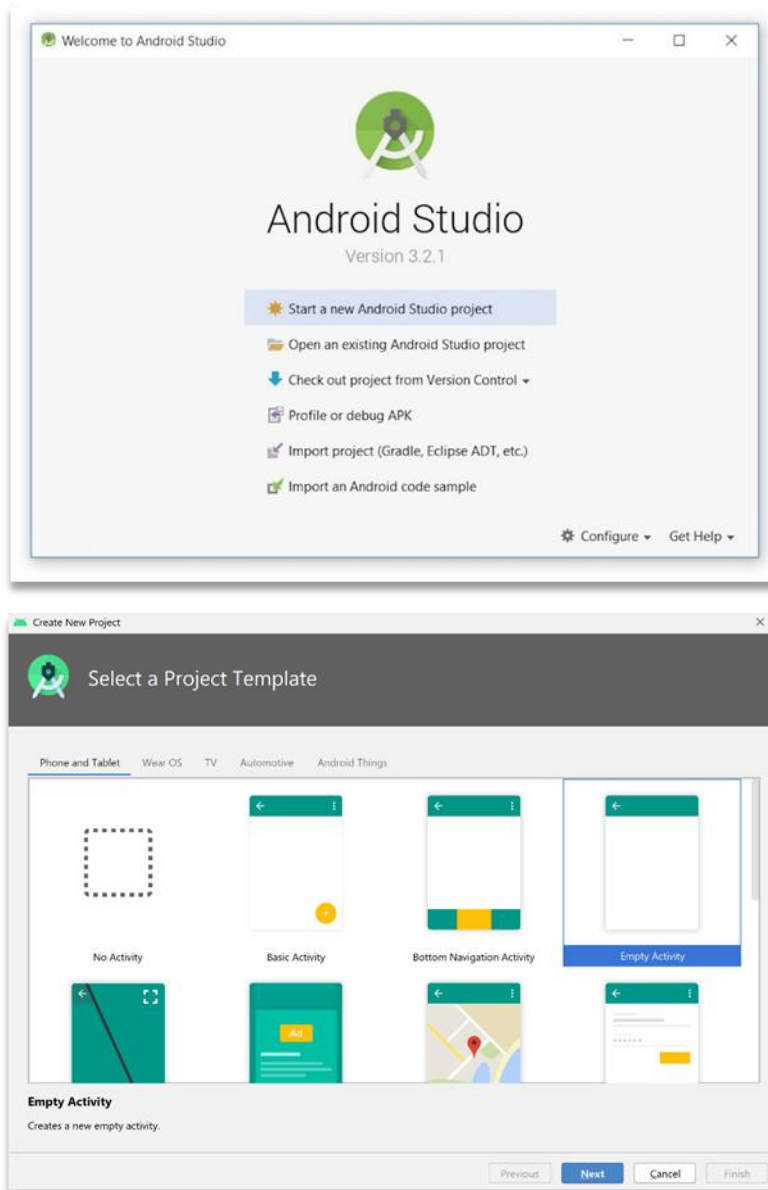 Welcome to Android Studio
Android Studio
Version 3.2.1
Start a new Android Studio project
Open an existing Android Studio project
Check out project from Version Control
Profile or debug APK
Import project (Gradle, Eclipse ADT, etc.)
Import an Android code sample
Configure Get Help
Create New Project
Select a Project Template
Phone and Tablet Wear OS TV Automotive Android Things
No Activity Basic Activity Bottom Navigation Activity Empty Activity
Ad
Empty Activity
Creates a new empty activity.
Previous Next Cancel Finish